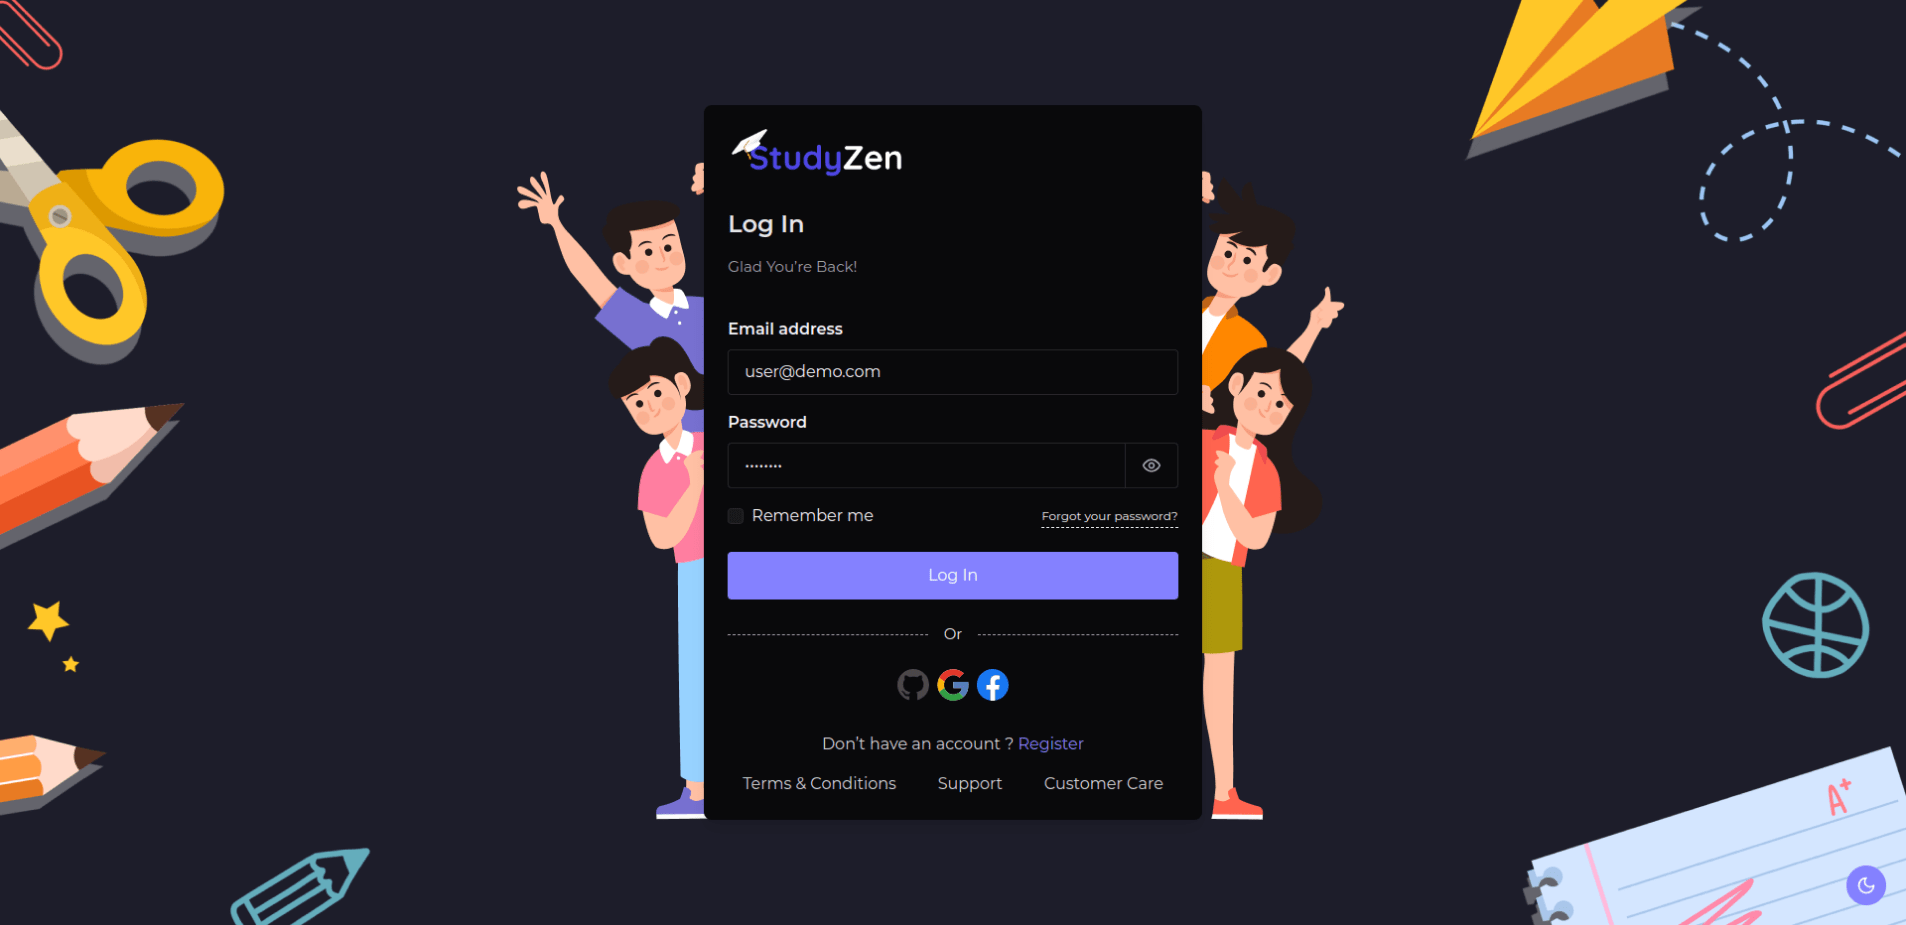 StudyZen
Log In
Glad You're Back!
Email address
user@demo.com
Password
••••••••
Remember me
Forgot your password?
Log In
Or
Don't have an account ? Register
Terms & Conditions Support Customer Care
A+